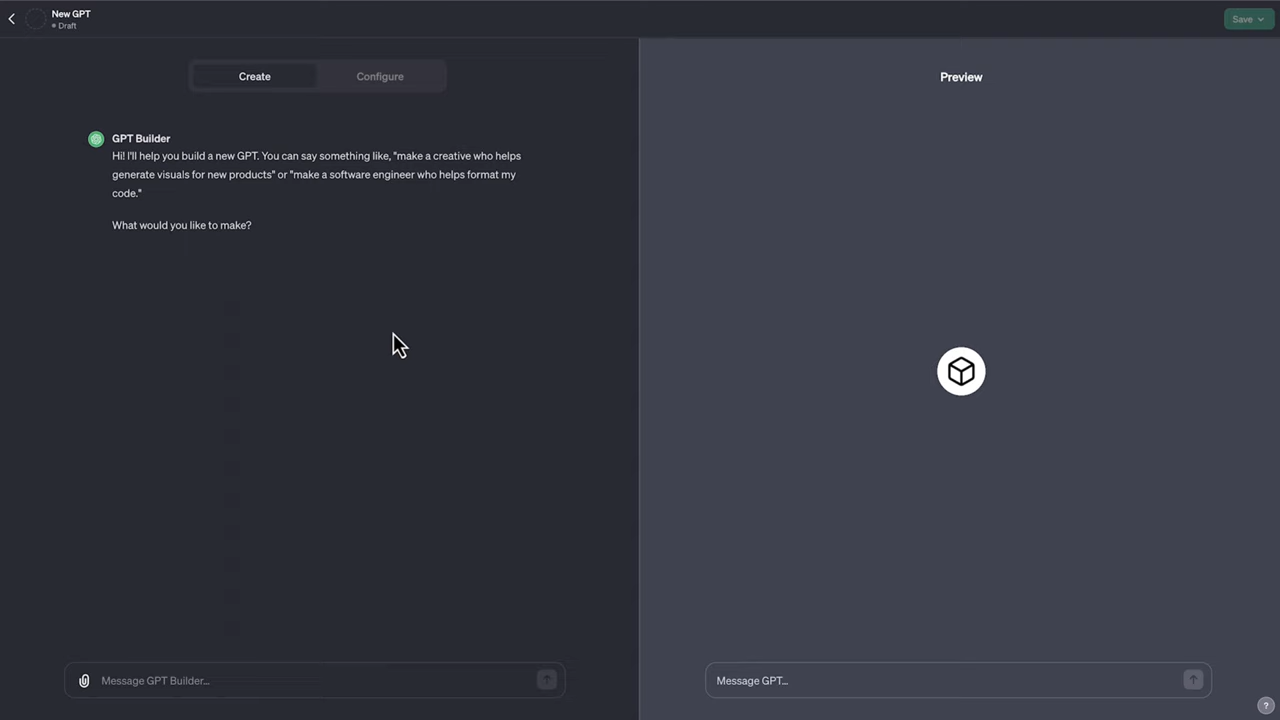 New GPT
Draft
Save
Create
Configure
Preview
GPT Builder
Hi! I'll help you build a new GPT. You can say something like, "make a creative who helps
generate visuals for new products" or "make a software engineer who helps format my
code."
What would you like to make?
Message GPT Builder...
Message GPT...
?